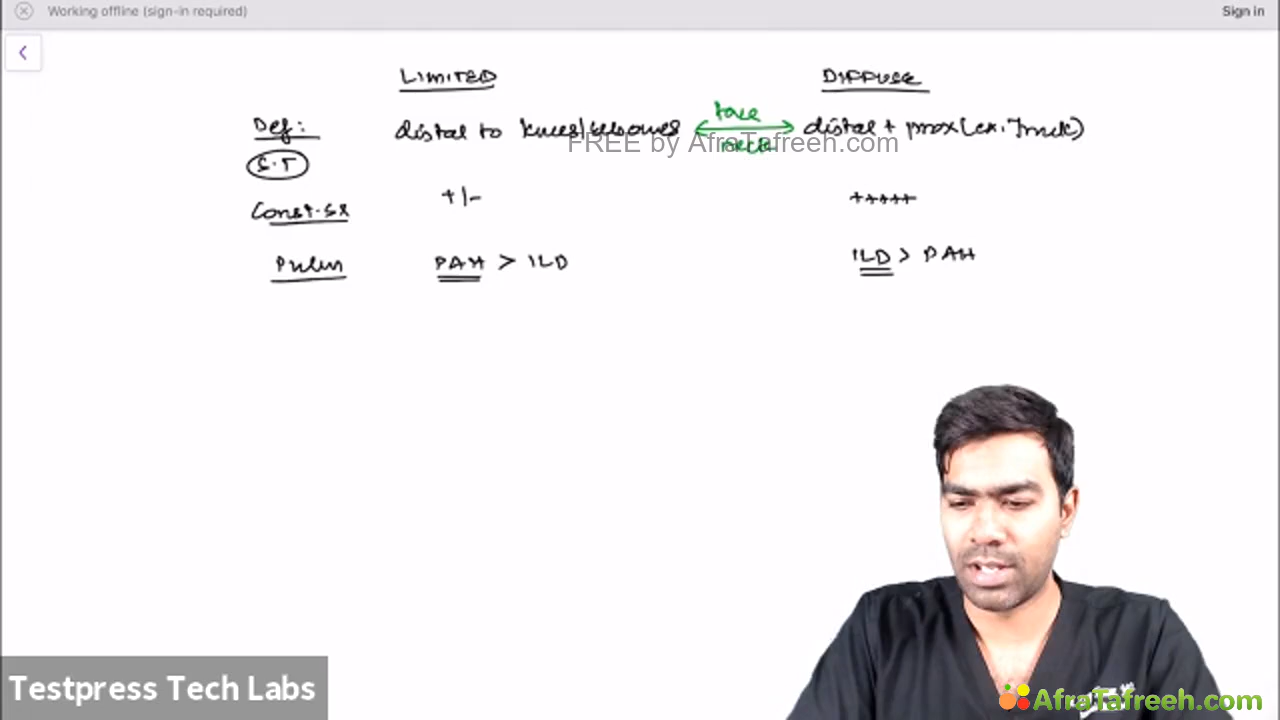 Working offline (sign-in required) Sign in
LIMITED DIFFUSE
Def: distal to knees/elbows face neck distal + prox (ex. Trunk)
FREE by AfraTafreeh.com
S.T
Const. Sx +/- +++++
Pulm PAH > ILD ILD > PAH
Testpress Tech Labs
AfraTafreeh.com